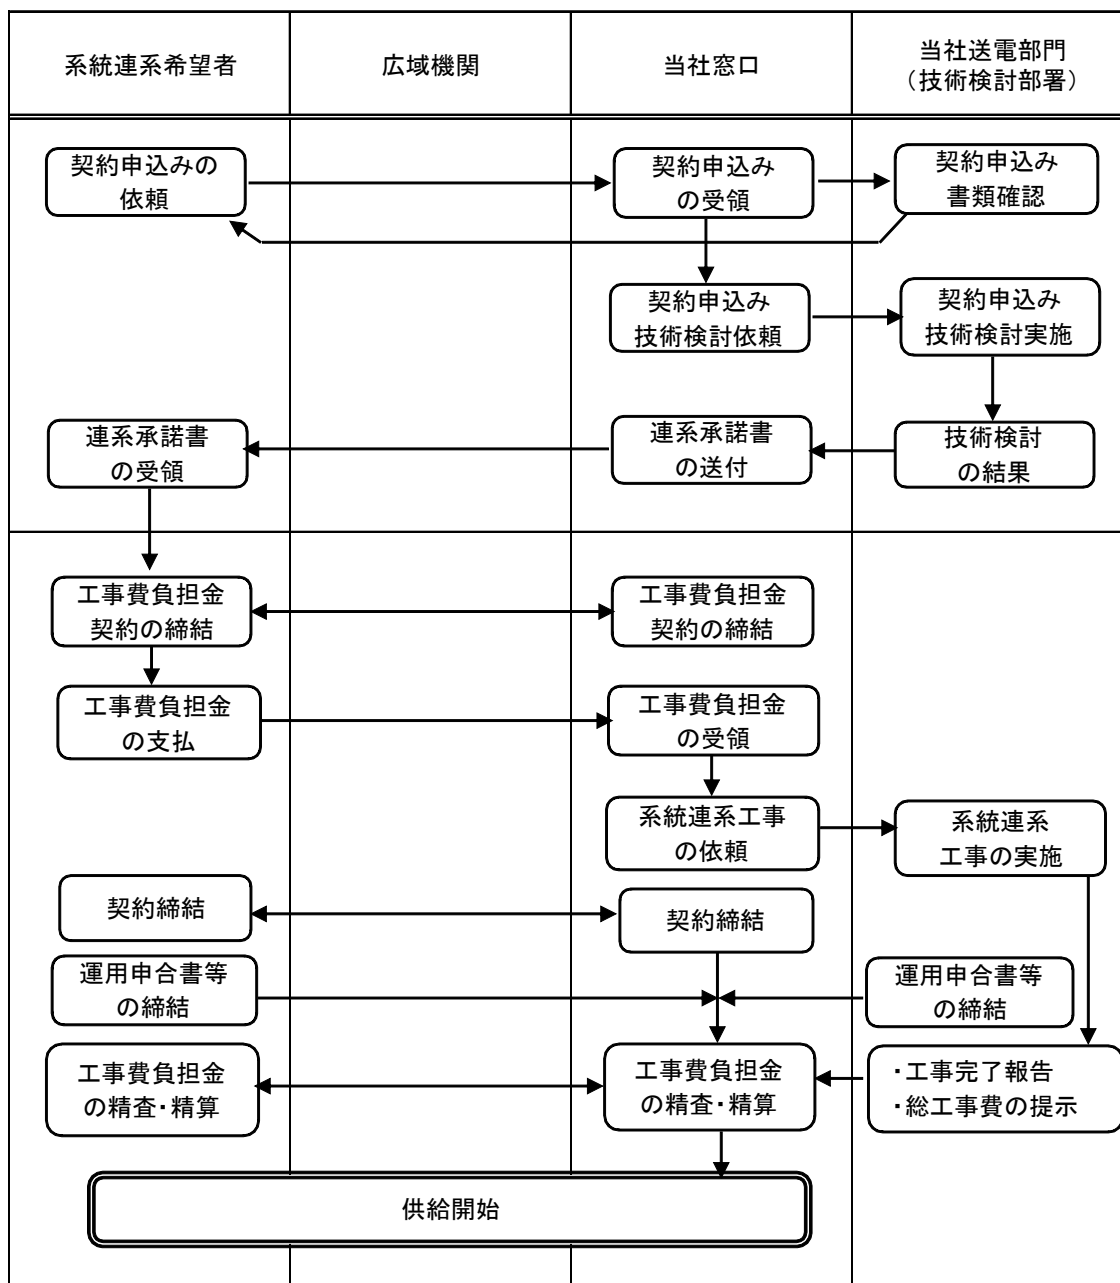 系統連系希望者
広域機関
当社窓口
当社送電部門
（技術検討部署）
契約申込みの
依頼
契約申込み
の受領
契約申込み
書類確認
契約申込み
技術検討依頼
契約申込み
技術検討実施
連系承諾書
の受領
連系承諾書
の送付
技術検討
の結果
工事費負担金
契約の締結
工事費負担金
契約の締結
工事費負担金
の支払
工事費負担金
の受領
系統連系工事
の依頼
系統連系
工事の実施
契約締結
契約締結
運用申合書等
の締結
運用申合書等
の締結
工事費負担金
の精査・精算
工事費負担金
の精査・精算
・工事完了報告
・総工事費の提示
供給開始